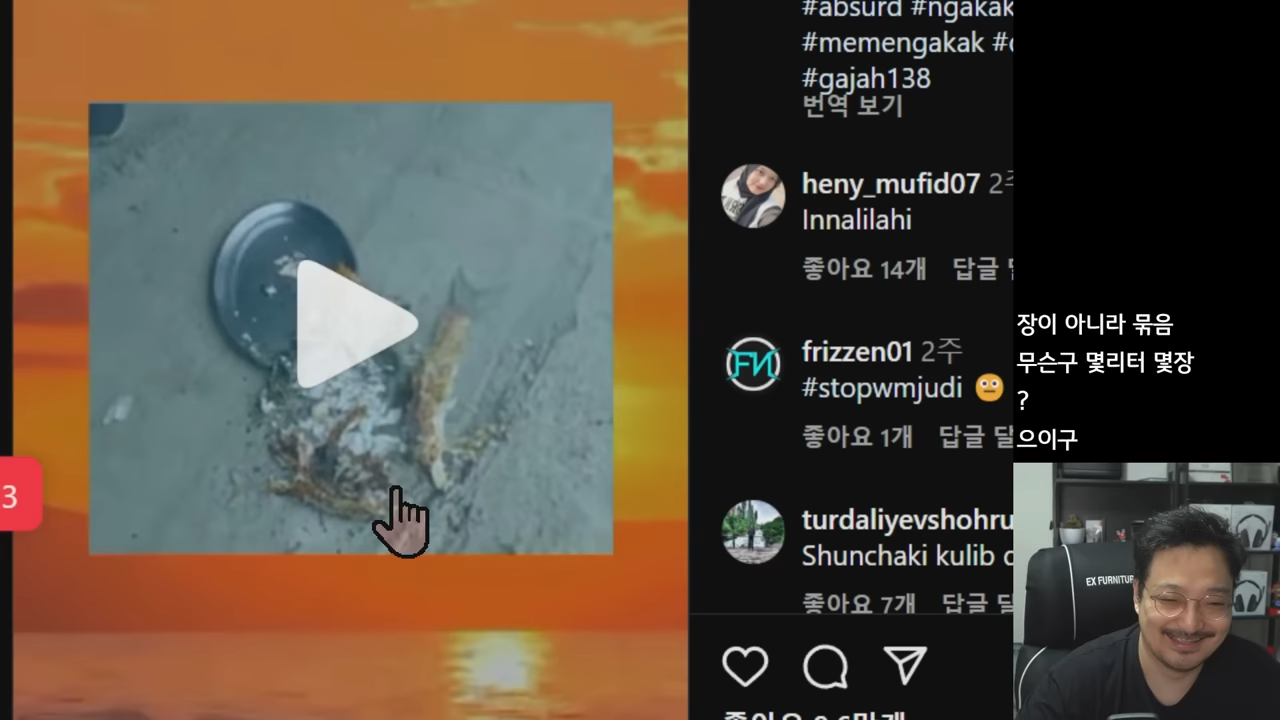 #absurd #ngakak
#memengakak #
#gajah138
번역 보기
heny_mufid07 2주
Innalilahi
좋아요 14개 답글
frizzen01 2주
#stopwmjudi 😐
좋아요 1개 답글 달
turdaliyevshohru
Shunchaki kulib
좋아요 7개 답글 달
3
장이 아니라 묶음
무슨구 몇리터 몇장
?
으이구
EX FURNITUR